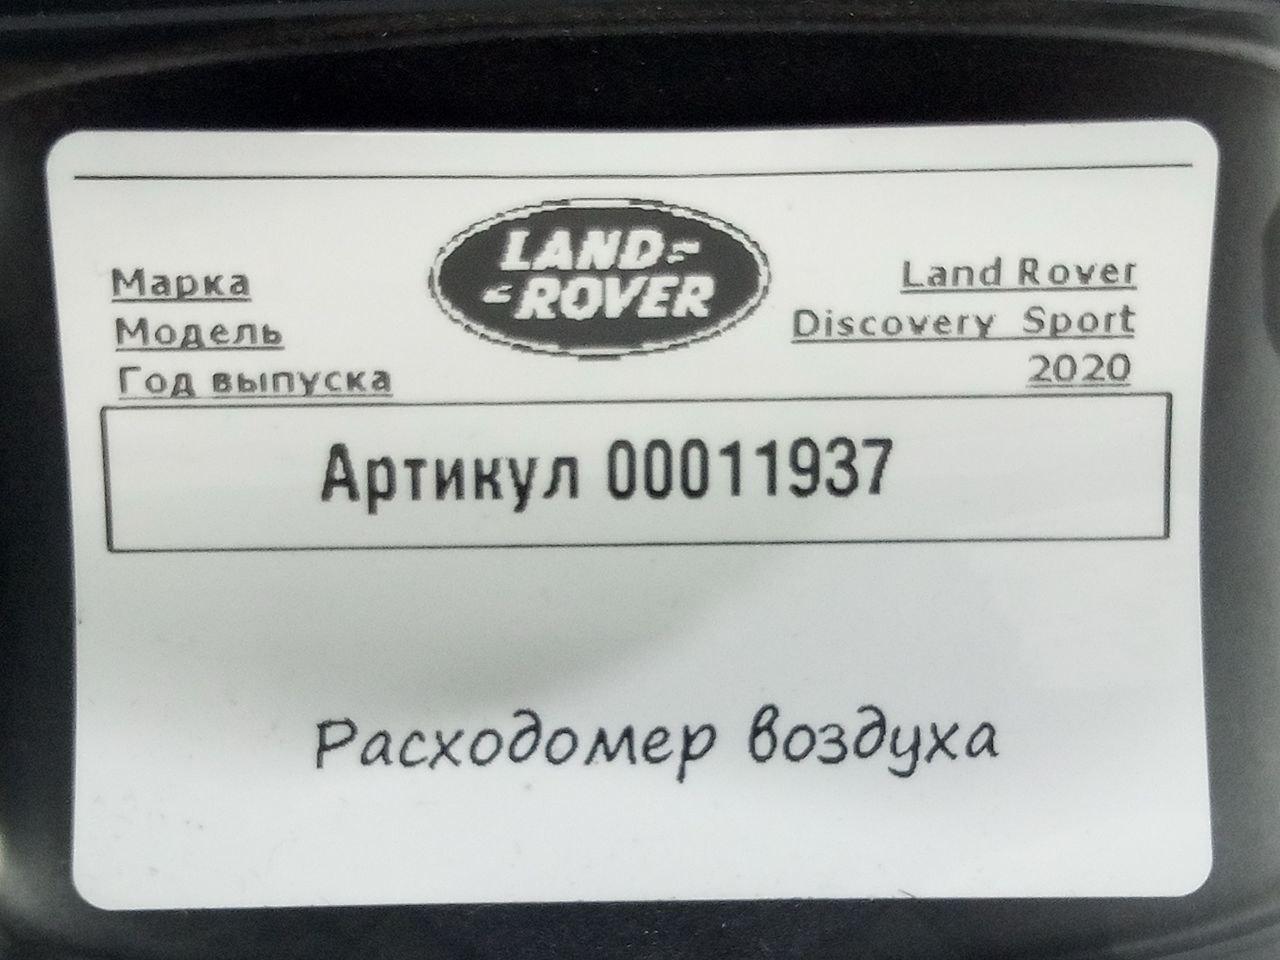 LAND
ROVER
Марка Land Rover
Модель Discovery Sport
Год выпуска 2020
Артикул 00011937
Расходомер воздуха